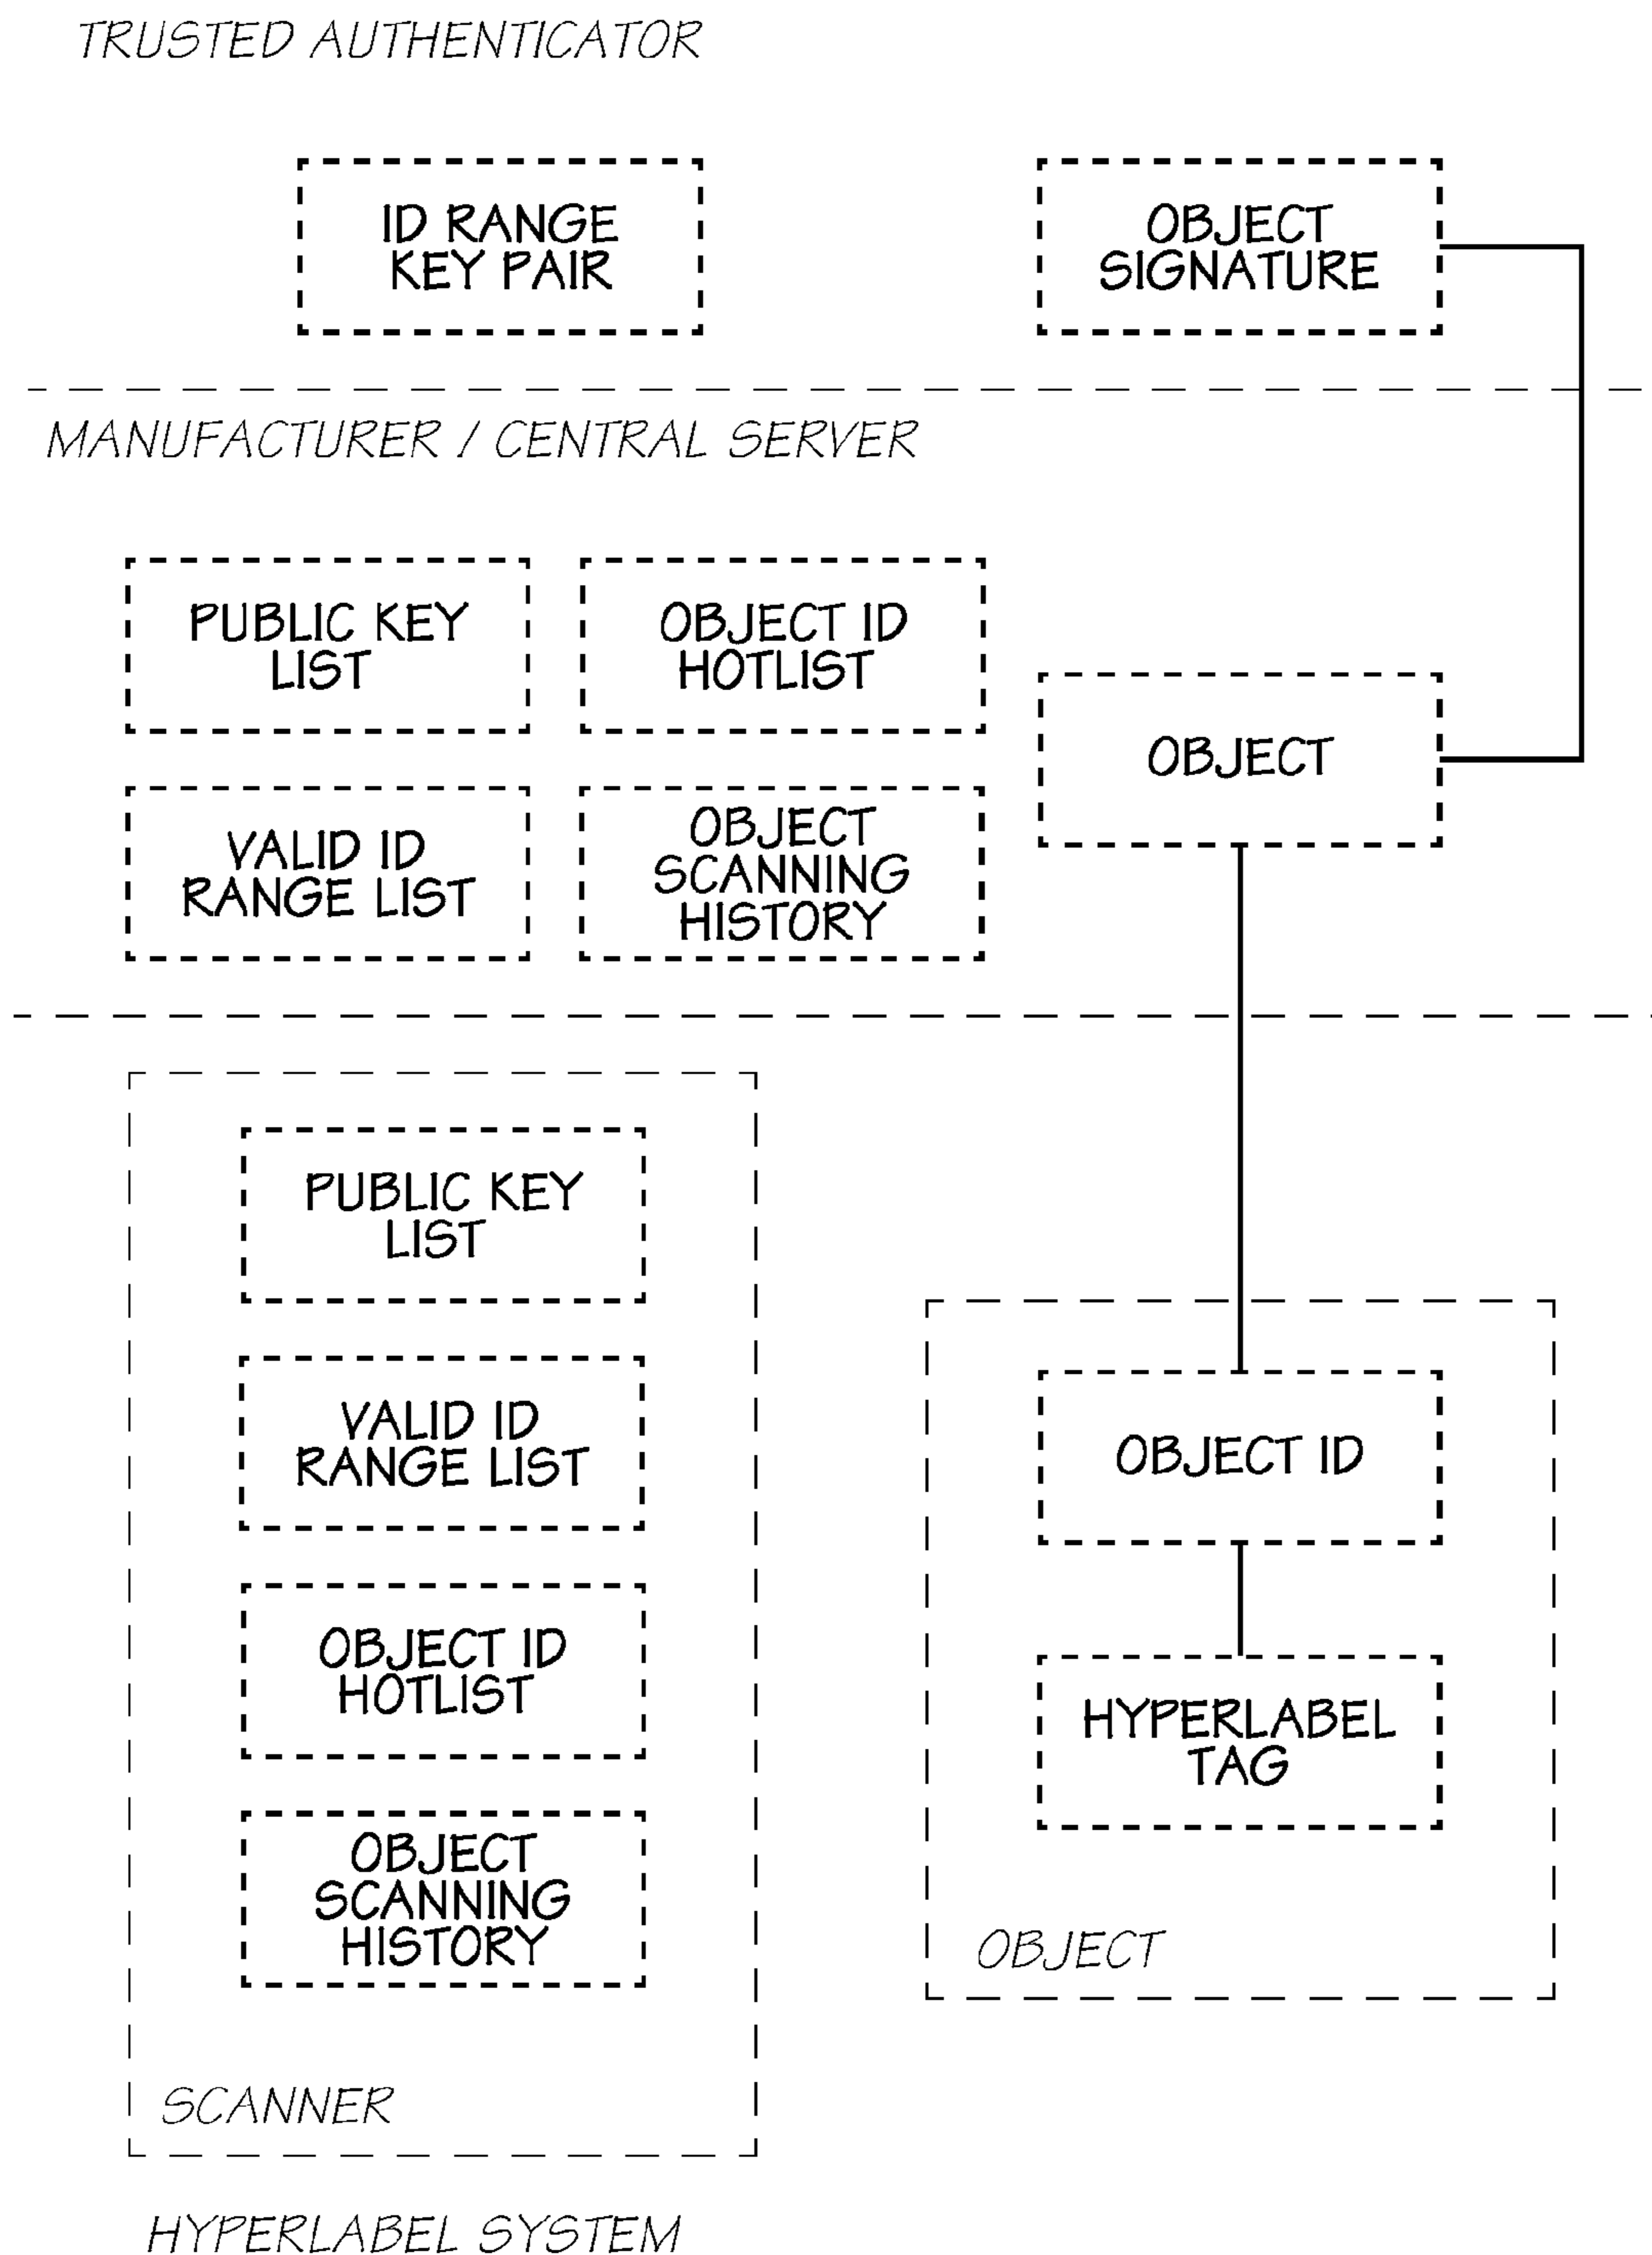 TRUSTED AUTHENTICATOR
ID RANGE
KEY PAIR
OBJECT
SIGNATURE
MANUFACTURER / CENTRAL SERVER
PUBLIC KEY
LIST
OBJECT ID
HOTLIST
OBJECT
VALID ID
RANGE LIST
OBJECT
SCANNING
HISTORY
PUBLIC KEY
LIST
VALID ID
RANGE LIST
OBJECT ID
HOTLIST
OBJECT
SCANNING
HISTORY
SCANNER
OBJECT ID
HYPERLABEL
TAG
OBJECT
HYPERLABEL SYSTEM